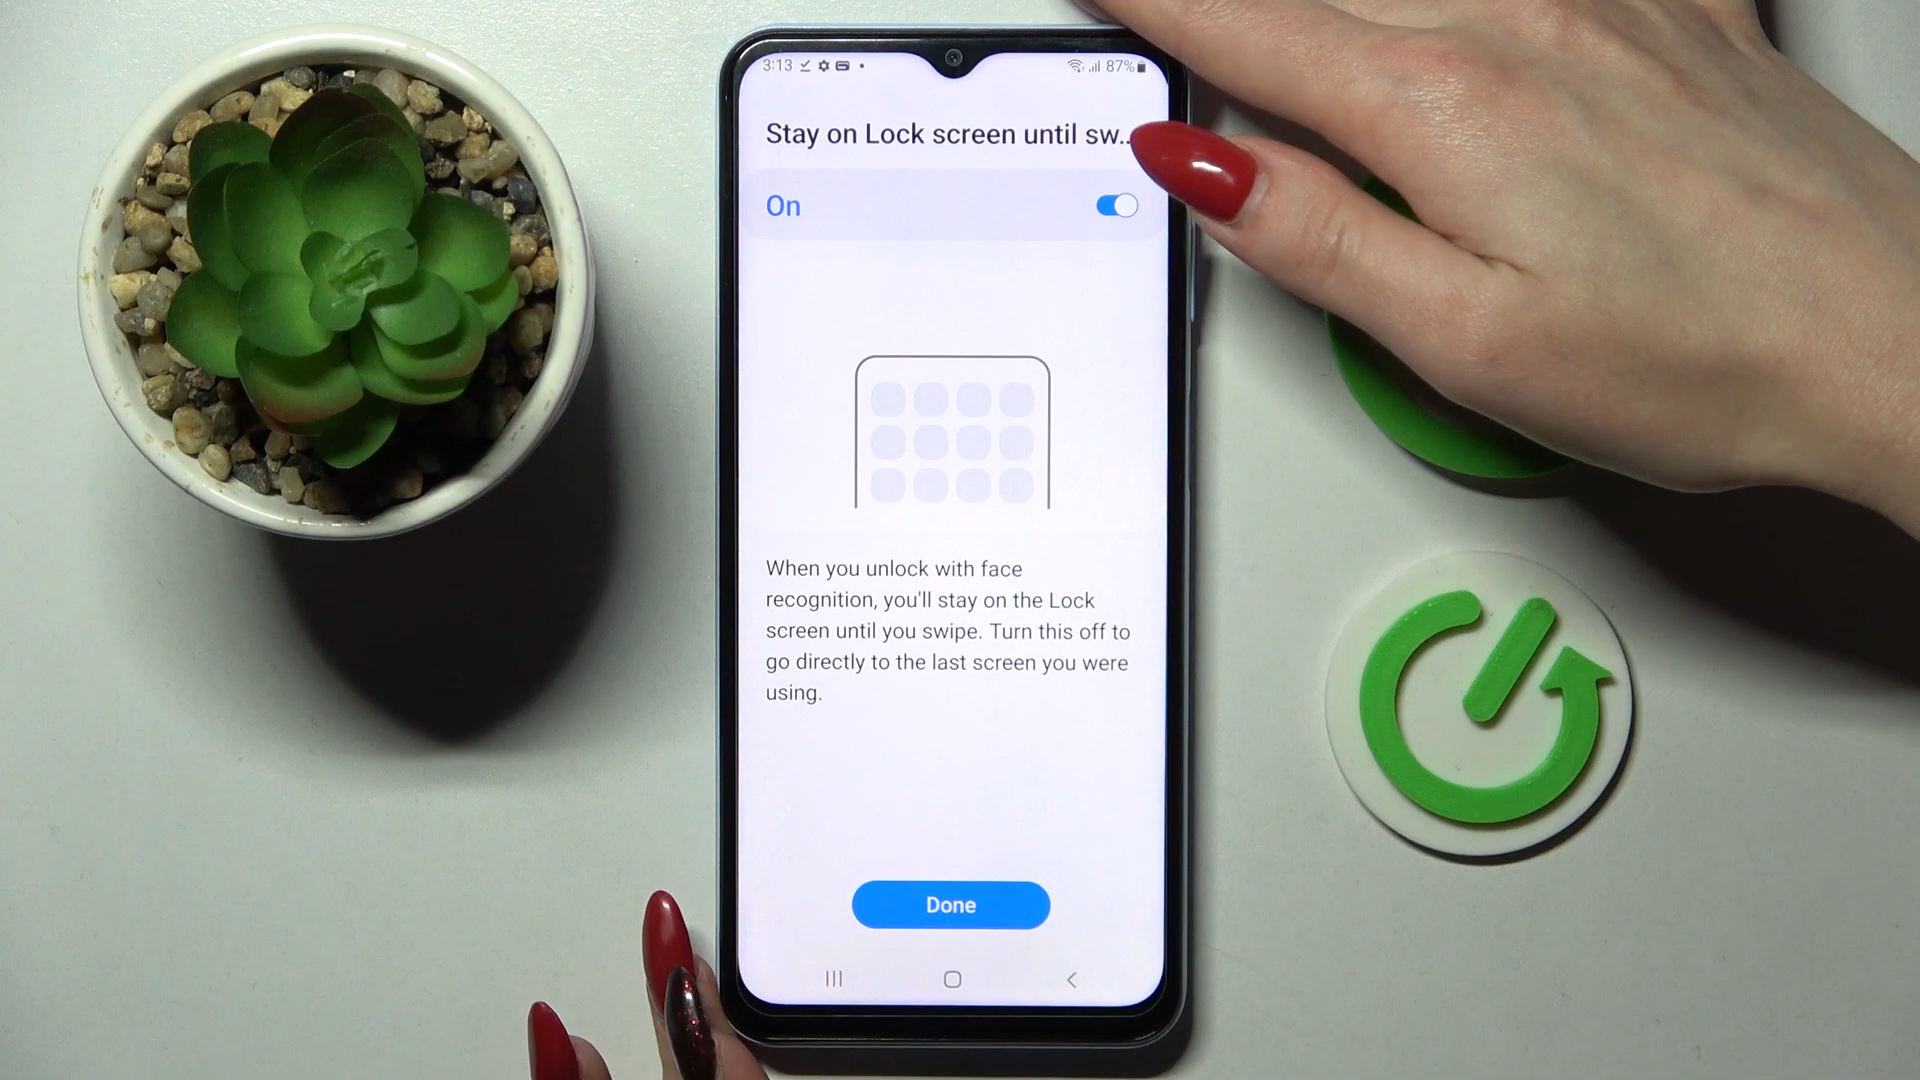 3:13 87%
Stay on Lock screen until sw..
On
When you unlock with face
recognition, you'll stay on the Lock
screen until you swipe. Turn this off to
go directly to the last screen you were
using.
Done